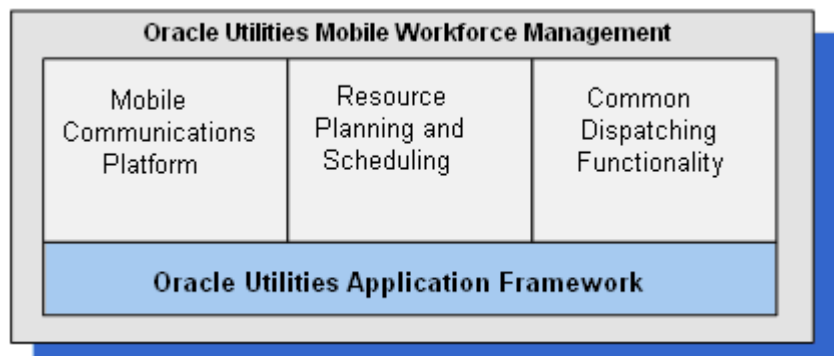 Oracle Utilities Mobile Workforce Management
Mobile
Communications
Platform
Resource
Planning and
Scheduling
Common
Dispatching
Functionality
Oracle Utilities Application Framework